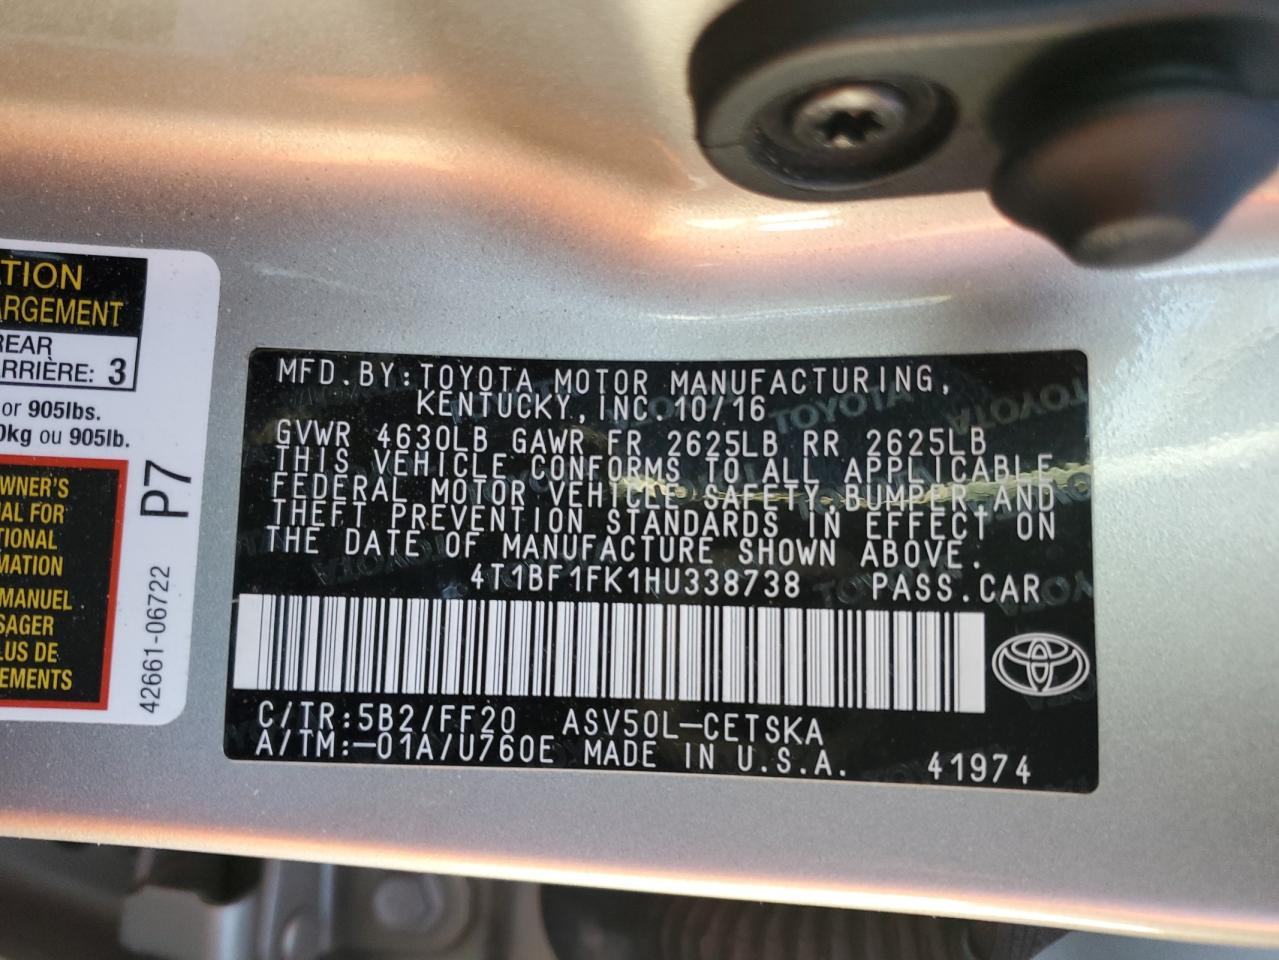 ATION
ARGEMENT
REAR
ARRIÈRE: 3
or 905lbs.
0kg ou 905lb.
WNER'S
AL FOR
TIONAL
MATION
MANUEL
SAGER
LUS DE
EMENTS
P7
42661-06722
MFD.BY:TOYOTA MOTOR MANUFACTURING,
KENTUCKY,INC.10/16
GVWR 4630LB GAWR FR 2625LB RR 2625LB
THIS VEHICLE CONFORMS TO ALL APPLICABLE
FEDERAL MOTOR VEHICLE SAFETY,BUMPER,AND
THEFT PREVENTION STANDARDS IN EFFECT ON
THE DATE OF MANUFACTURE SHOWN ABOVE.
4T1BF1FK1HU338738 PASS.CAR
C/TR:5B2/FF20 ASV50L-CETSKA
A/TM:-01A/U760E MADE IN U.S.A. 41974